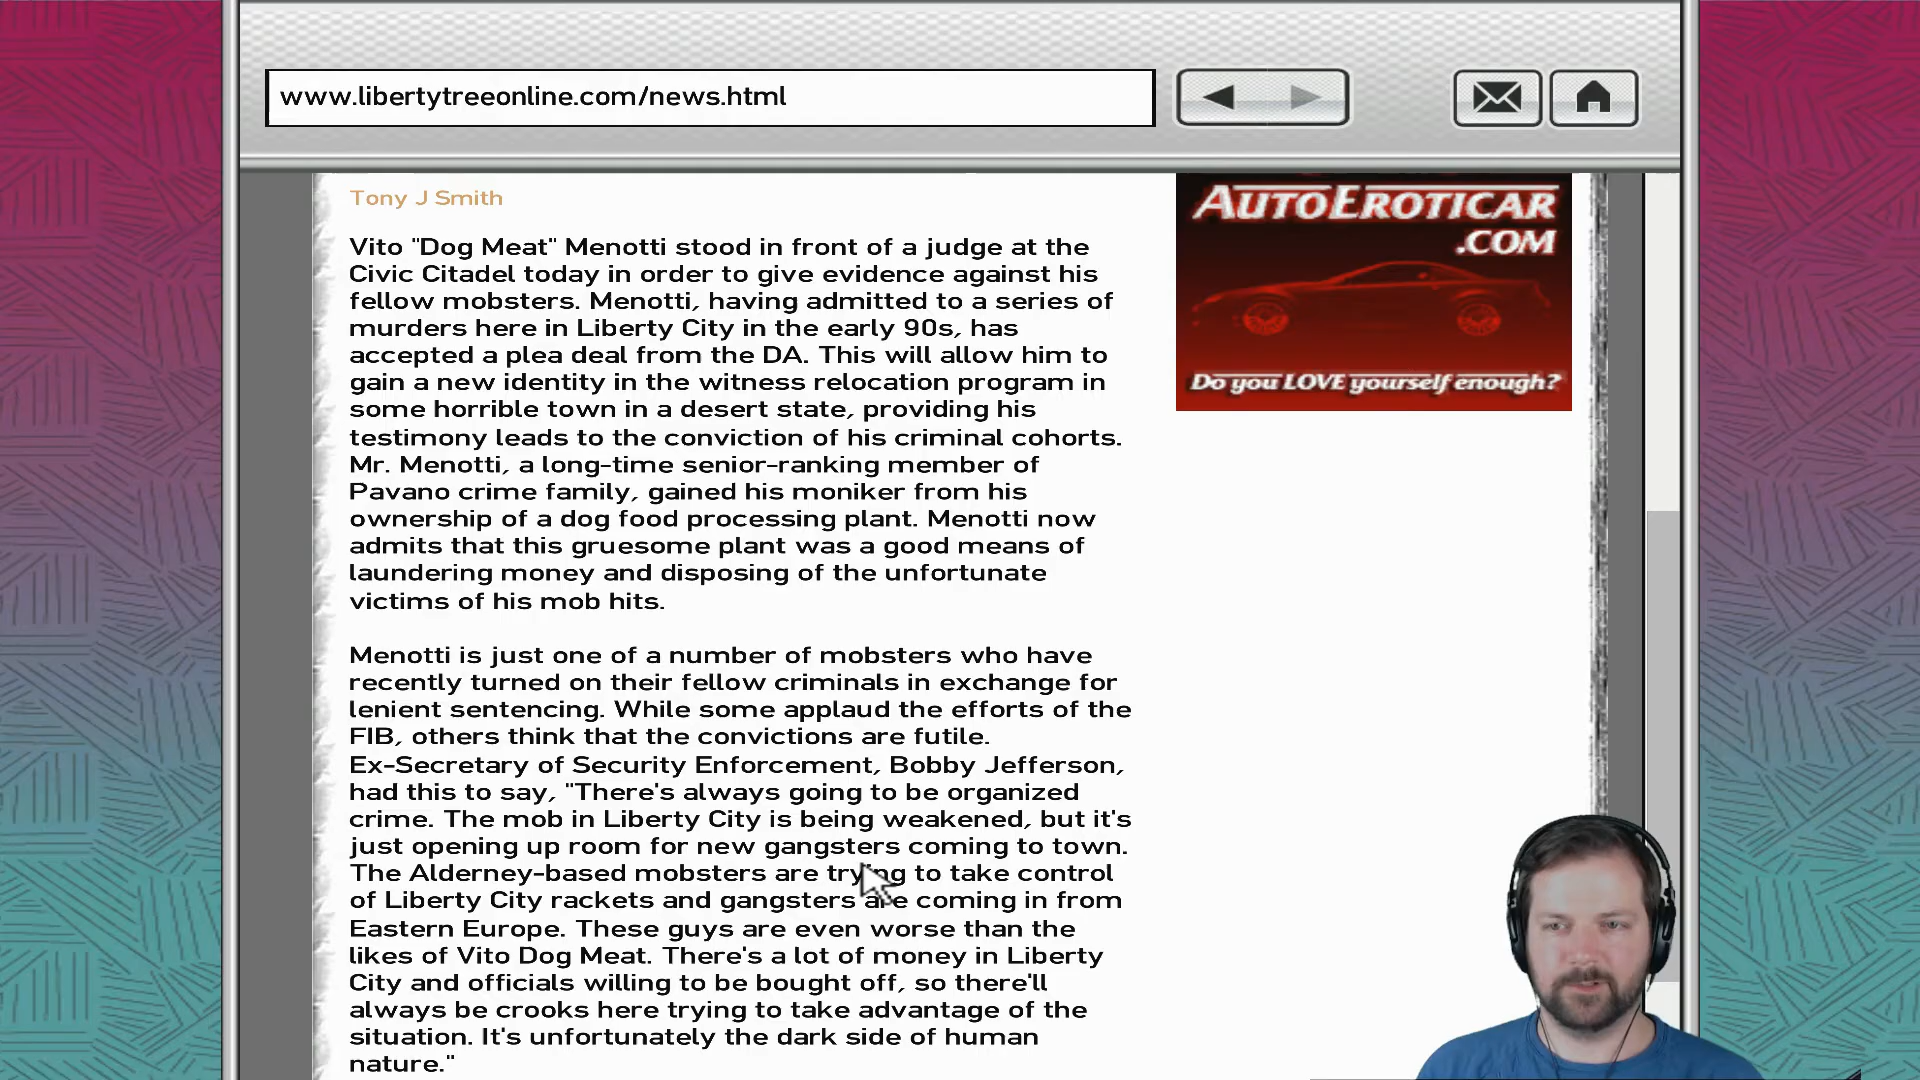 www.libertytreeonline.com/news.html
Tony J Smith
Vito "Dog Meat" Menotti stood in front of a judge at the
Civic Citadel today in order to give evidence against his
fellow mobsters. Menotti, having admitted to a series of
murders here in Liberty City in the early 90s, has
accepted a plea deal from the DA. This will allow him to
gain a new identity in the witness relocation program in
some horrible town in a desert state, providing his
testimony leads to the conviction of his criminal cohorts.
Mr. Menotti, a long-time senior-ranking member of
Pavano crime family, gained his moniker from his
ownership of a dog food processing plant. Menotti now
admits that this gruesome plant was a good means of
laundering money and disposing of the unfortunate
victims of his mob hits.
Menotti is just one of a number of mobsters who have
recently turned on their fellow criminals in exchange for
lenient sentencing. While some applaud the efforts of the
FIB, others think that the convictions are futile.
Ex-Secretary of Security Enforcement, Bobby Jefferson,
had this to say, "There's always going to be organized
crime. The mob in Liberty City is being weakened, but it's
just opening up room for new gangsters coming to town.
The Alderney-based mobsters are trying to take control
of Liberty City rackets and gangsters are coming in from
Eastern Europe. These guys are even worse than the
likes of Vito Dog Meat. There's a lot of money in Liberty
City and officials willing to be bought off, so there'll
always be crooks here trying to take advantage of the
situation. It's unfortunately the dark side of human
nature."
AUTOEROTICAR
.COM
Do you LOVE yourself enough?